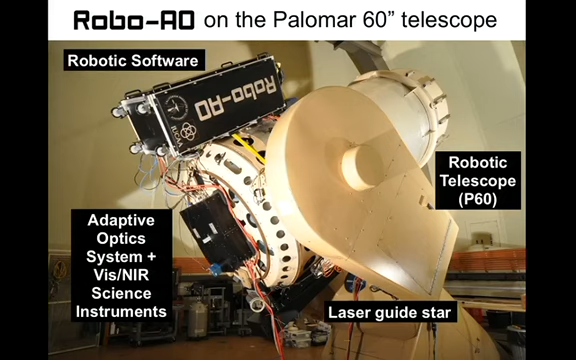 Robo-AO on the Palomar 60” telescope
Robotic Software
Robo-AO
IUCAA
Robotic
Telescope
(P60)
Adaptive
Optics
System +
Vis/NIR
Science
Instruments
Laser guide star